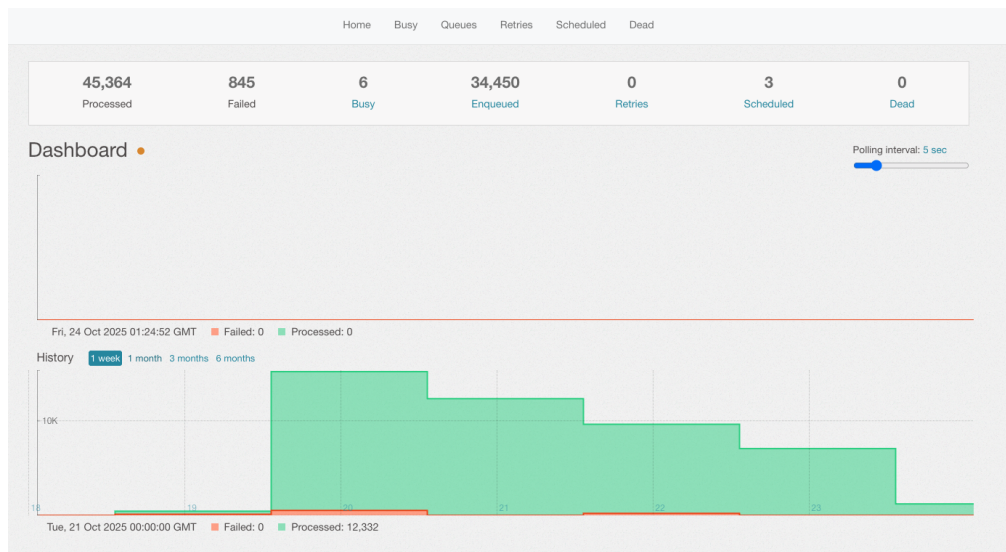 Home Busy Queues Retries Scheduled Dead
45,364 845 6 34,450 0 3 0
Processed Failed Busy Enqueued Retries Scheduled Dead
Dashboard
Polling interval: 5 sec
Fri, 24 Oct 2025 01:24:52 GMT Failed: 0 Processed: 0
History 1 week 1 month 3 months 6 months
10K
18 19 20 21 22 23
Tue, 21 Oct 2025 00:00:00 GMT Failed: 0 Processed: 12,332